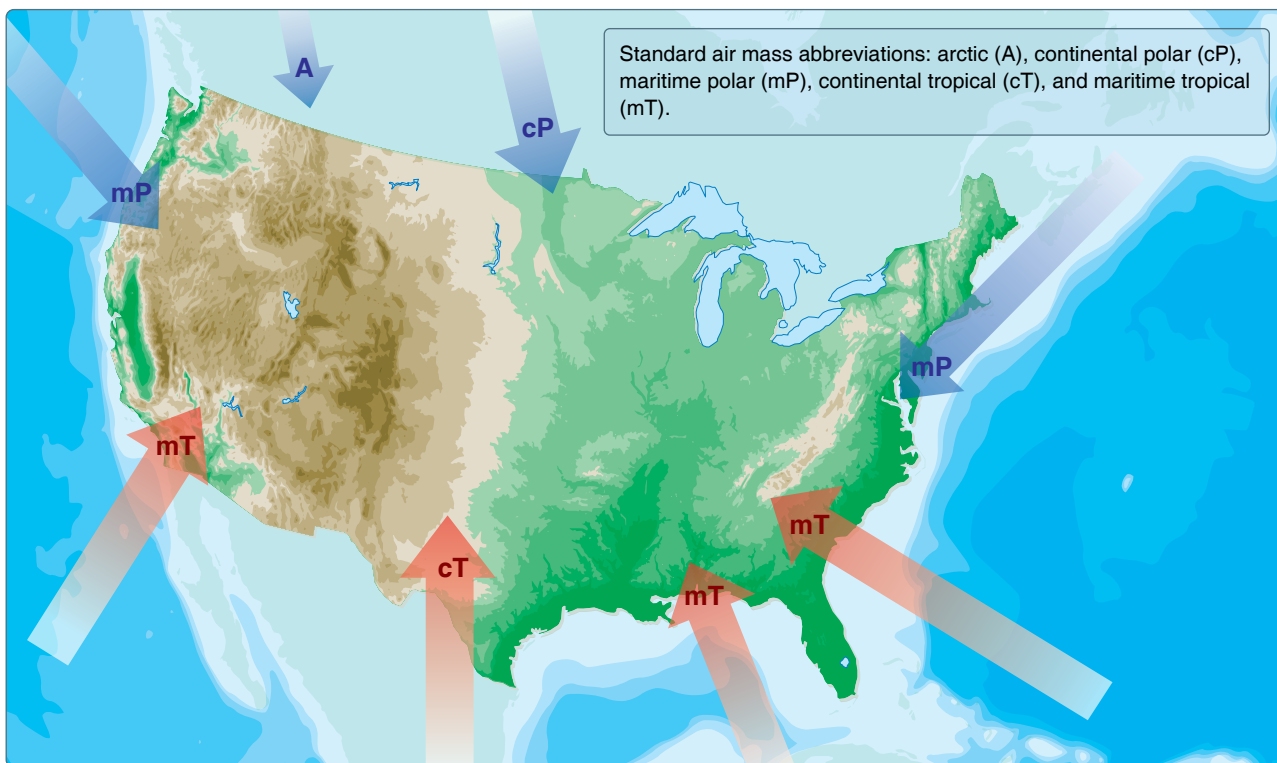 Standard air mass abbreviations: arctic (A), continental polar (cP),
maritime polar (mP), continental tropical (cT), and maritime tropical
(mT).
A
cP
mP
mP
mT
mT
cT
mT